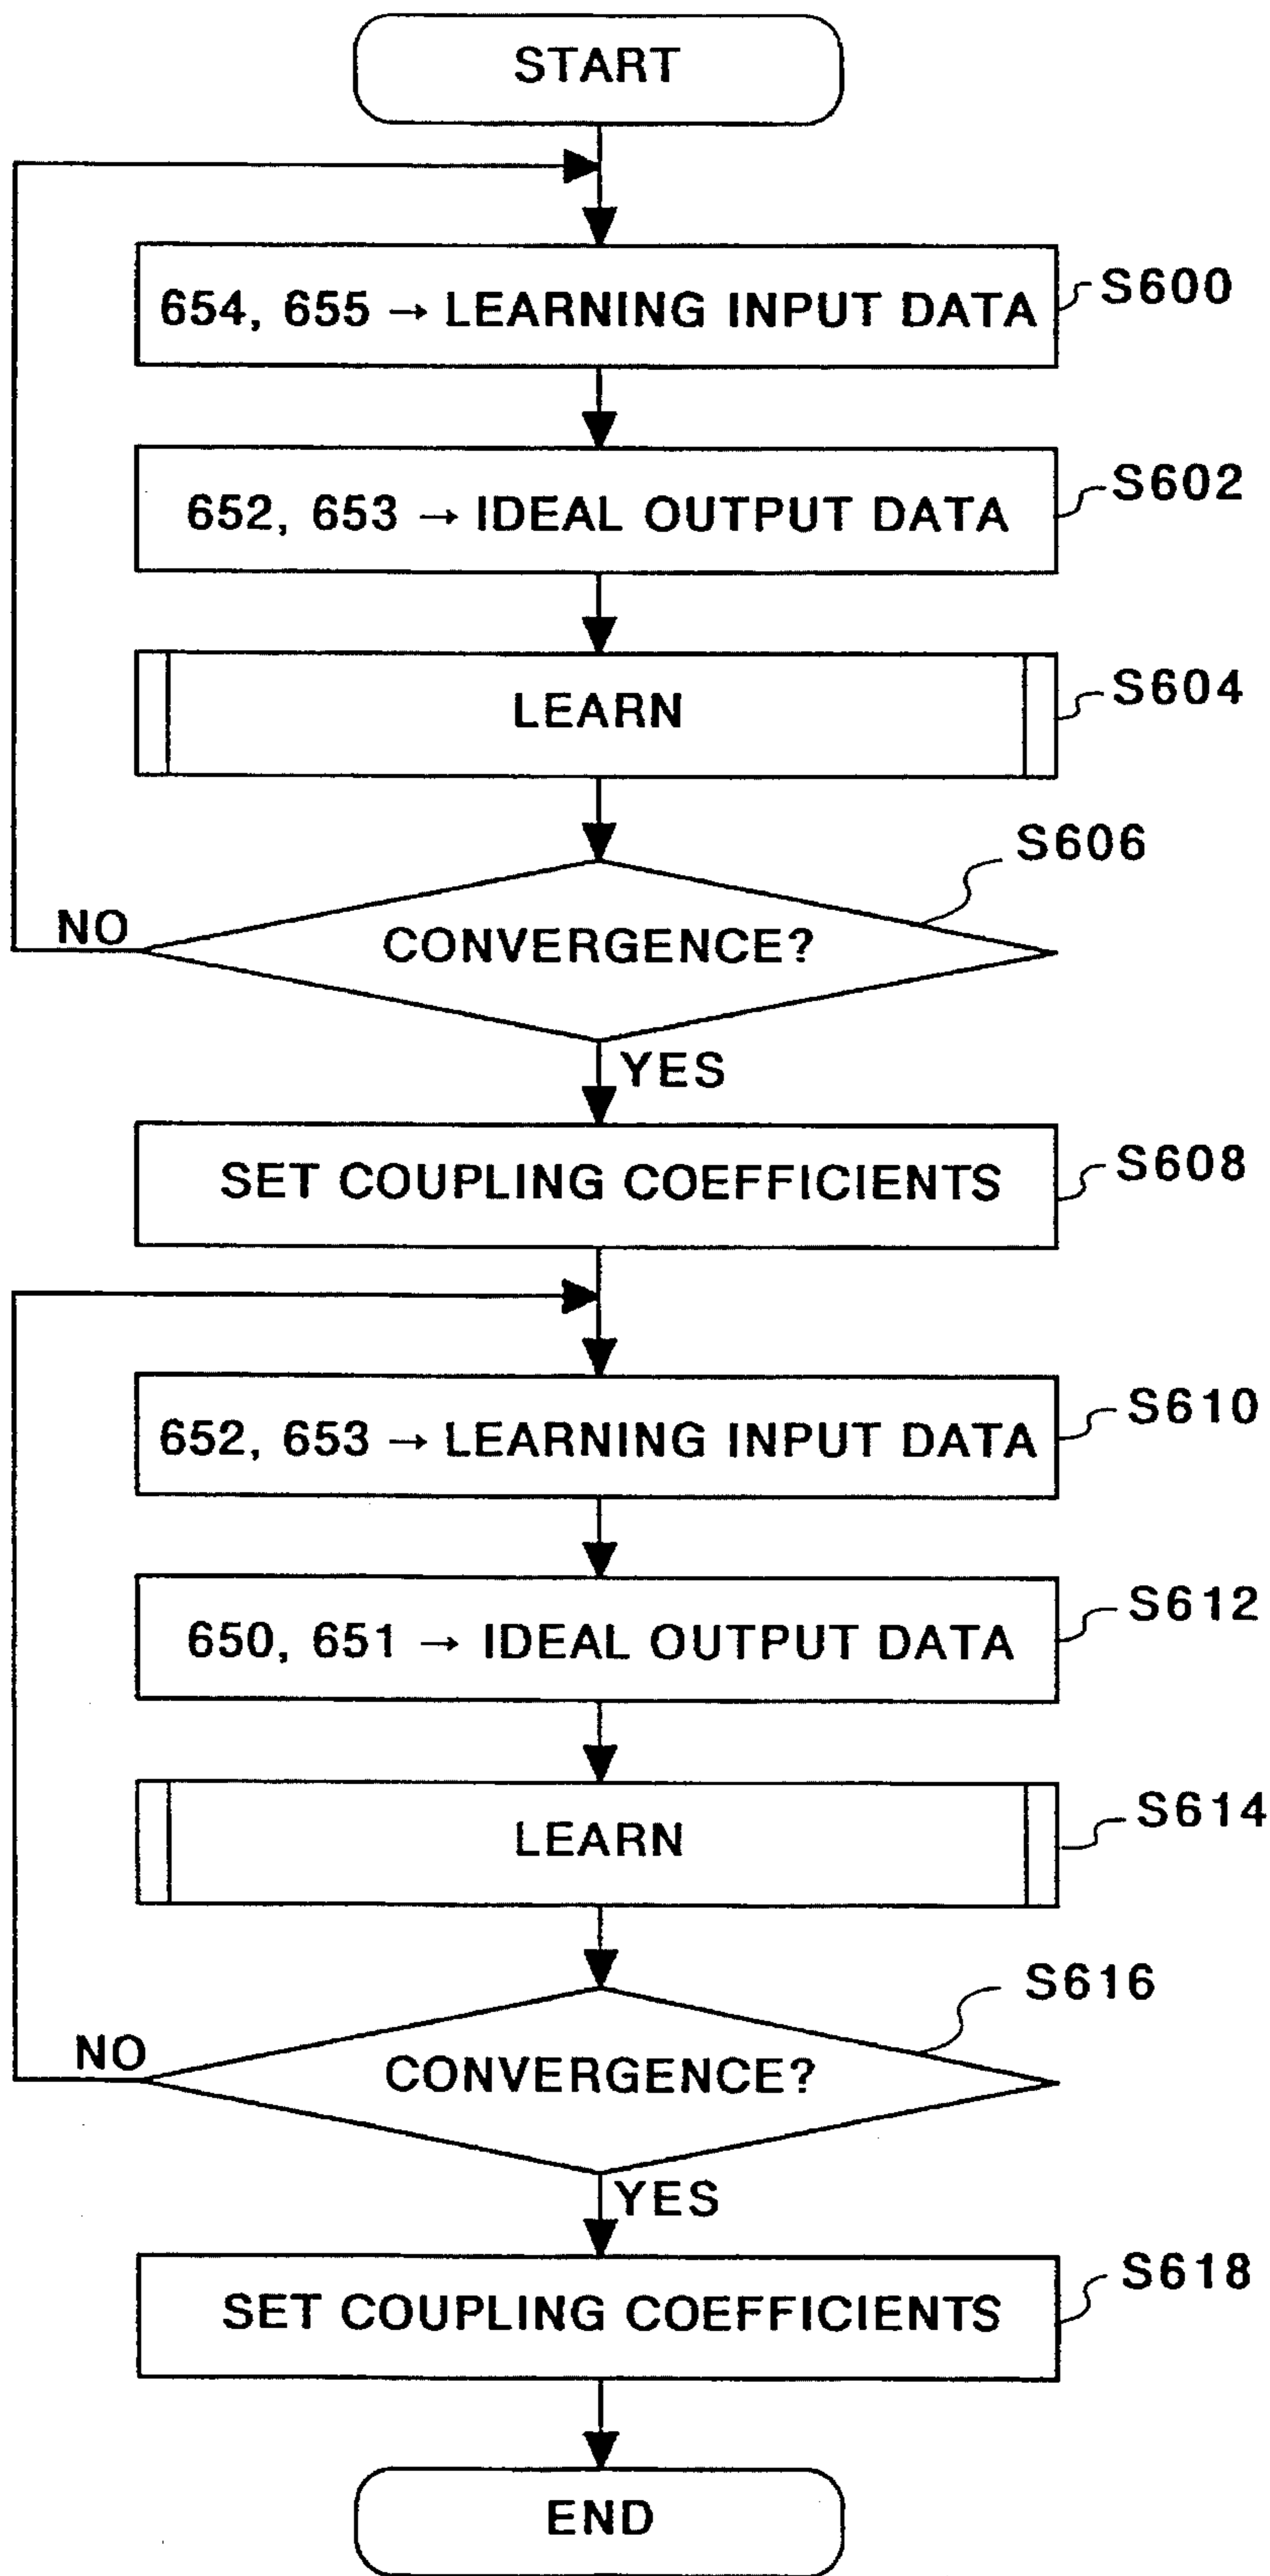 START
654, 655 → LEARNING INPUT DATA
S600
652, 653 → IDEAL OUTPUT DATA
S602
LEARN
S604
S606
NO
CONVERGENCE?
YES
SET COUPLING COEFFICIENTS
S608
652, 653 → LEARNING INPUT DATA
S610
650, 651 → IDEAL OUTPUT DATA
S612
LEARN
S614
S616
NO
CONVERGENCE?
YES
SET COUPLING COEFFICIENTS
S618
END